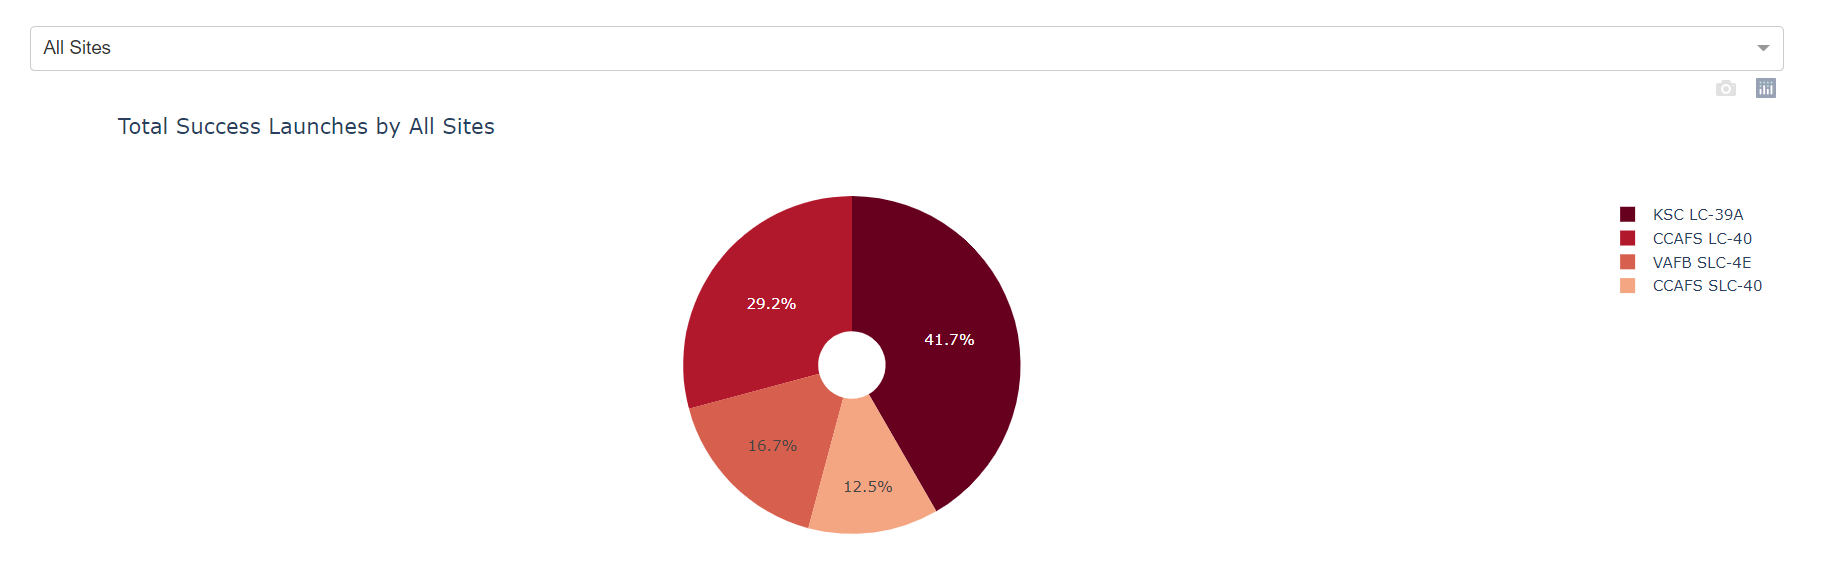 All Sites
Total Success Launches by All Sites
KSC LC-39A
CCAFS LC-40
VAFB SLC-4E
CCAFS SLC-40
29.2%
41.7%
16.7%
12.5%